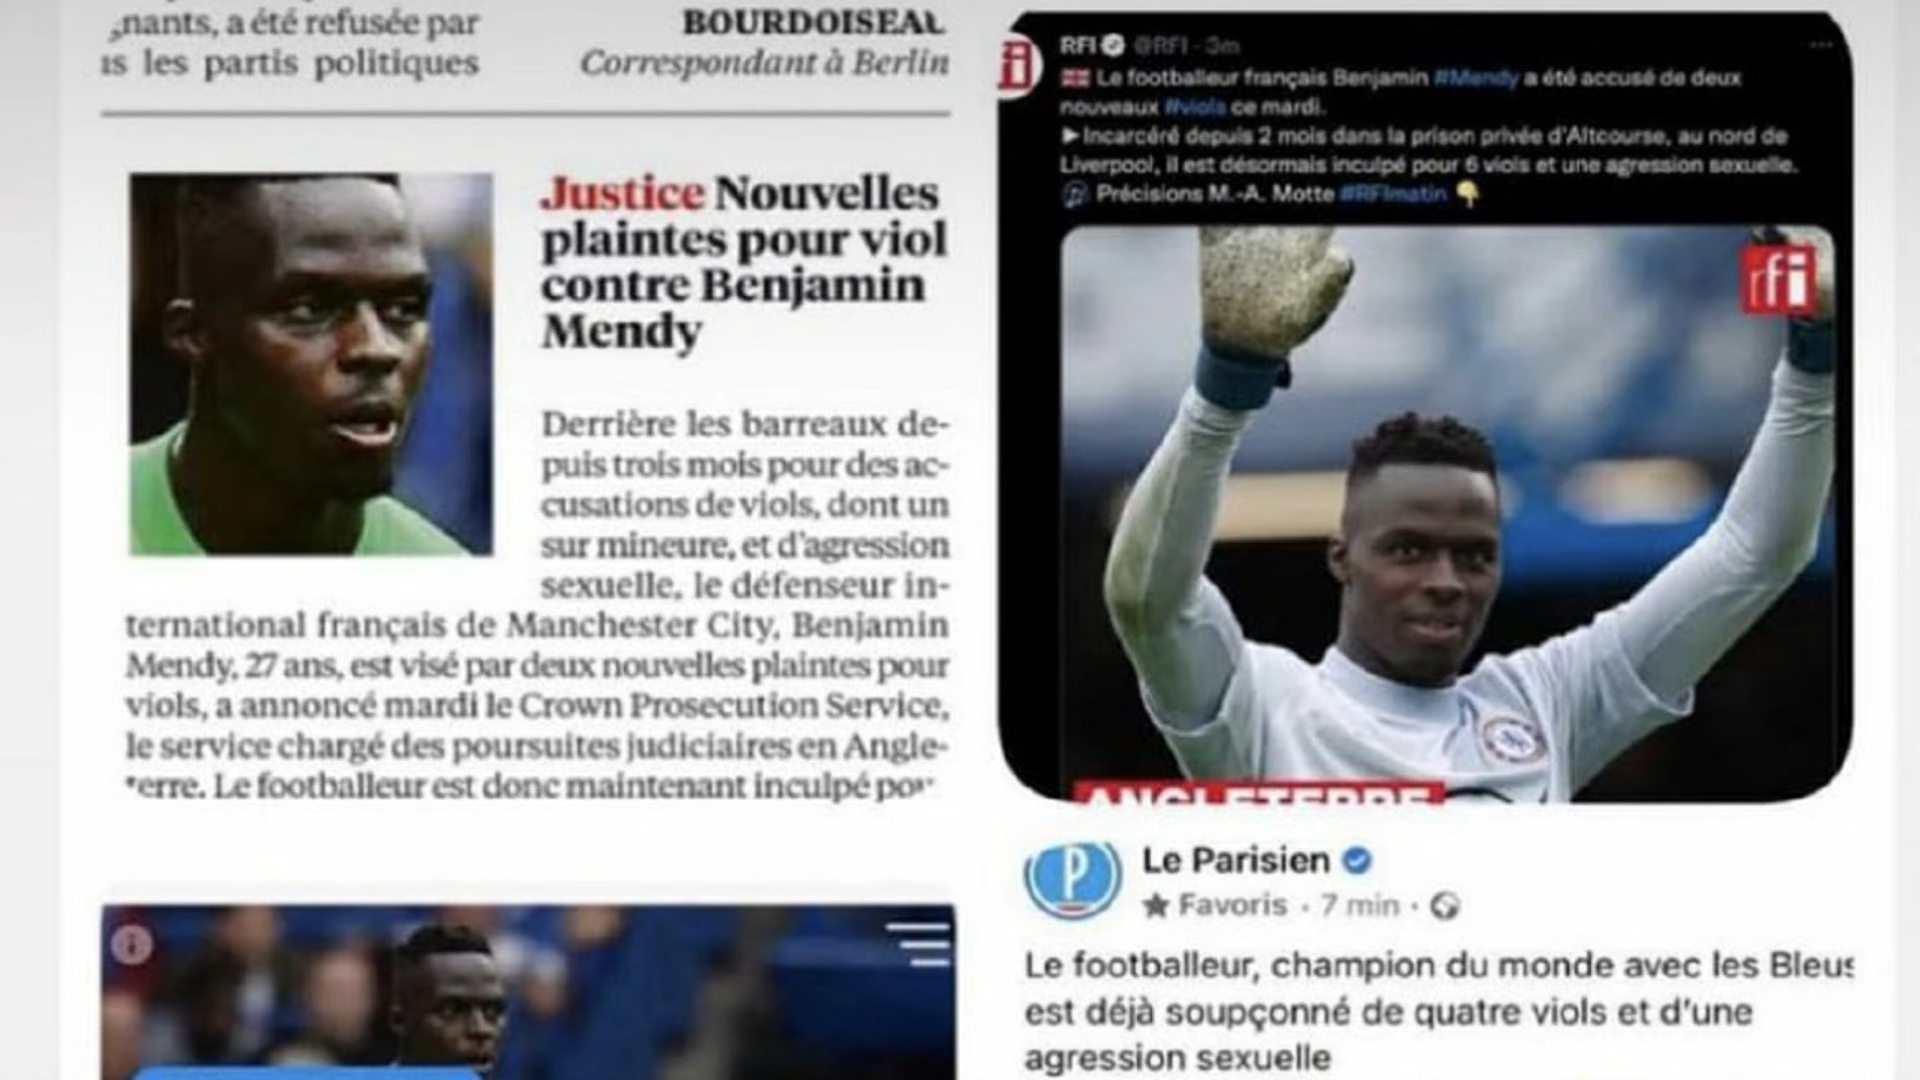 gnants, a été refusée par
us les partis politiques
BOURDOISEAU
Correspondant à Berlin
Justice Nouvelles
plaintes pour viol
contre Benjamin
Mendy
Derrière les barreaux de-
puis trois mois pour des ac-
cusations de viols, dont un
sur mineure, et d'agression
sexuelle, le défenseur in-
ternational français de Manchester City, Benjamin
Mendy, 27 ans, est visé par deux nouvelles plaintes pour
viols, a annoncé mardi le Crown Prosecution Service,
le service chargé des poursuites judiciaires en Angle-
terre. Le footballeur est donc maintenant inculpé pou
RFI @RFI · 3m
Le footballeur français Benjamin #Mendy a été accusé de deux
nouveaux #viols ce mardi.
▶Incarcéré depuis 2 mois dans la prison privée d'Altcourse, au nord de
Liverpool, il est désormais inculpé pour 6 viols et une agression sexuelle.
Précisions M.-A. Motte #RFImatin
rfi
ANGLETERRE
Le Parisien
Favoris · 7 min ·
Le footballeur, champion du monde avec les Bleus
est déjà soupçonné de quatre viols et d'une
agression sexuelle